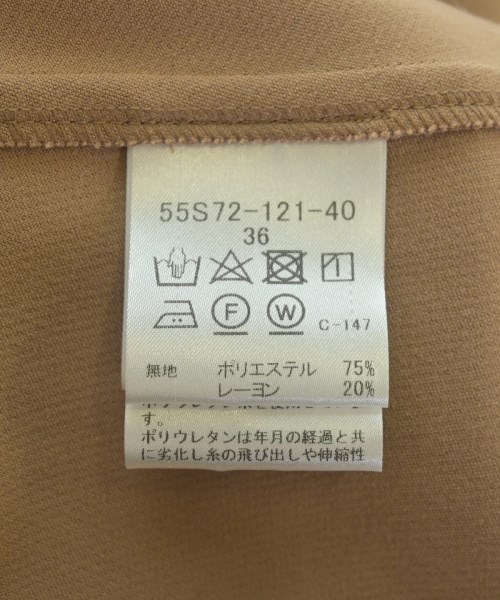 55S72-121-40
36
F W C-147
無地 ポリエステル 75%
レーヨン 20%
す。
ポリウレタンは年月の経過と共
に劣化し糸の飛び出しや伸縮性